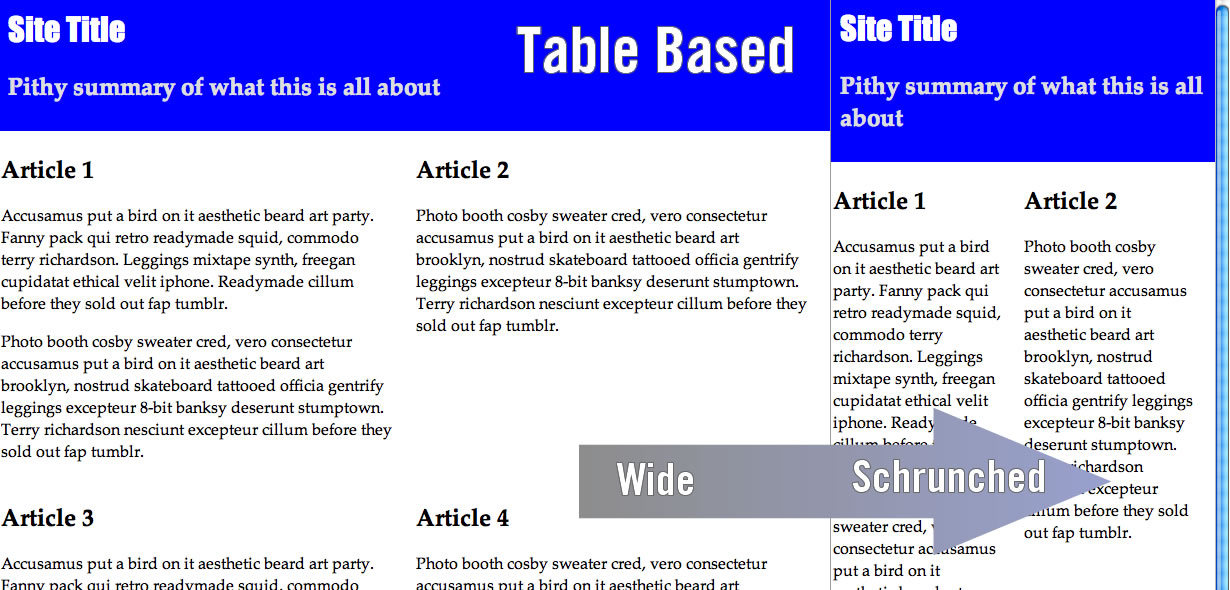 Site Title
Pithy summary of what this is all about
Table Based
Article 1
Accusamus put a bird on it aesthetic beard art party.
Fanny pack qui retro readymade squid, commodo
terry richardson. Leggings mixtape synth, freegan
cupidatat ethical velit iphone. Readymade cillum
before they sold out fap tumblr.
Photo booth cosby sweater cred, vero consectetur
accusamus put a bird on it aesthetic beard art
brooklyn, nostrud skateboard tattooed officia gentrify
leggings excepteur 8-bit banksy deserunt stumptown.
Terry richardson nesciunt excepteur cillum before they
sold out fap tumblr.
Article 2
Photo booth cosby sweater cred, vero consectetur
accusamus put a bird on it aesthetic beard art
brooklyn, nostrud skateboard tattooed officia gentrify
leggings excepteur 8-bit banksy deserunt stumptown.
Terry richardson nesciunt excepteur cillum before they
sold out fap tumblr.
Article 3
Accusamus put a bird on it aesthetic beard art party.
Fanny pack qui retro readymade squid, commodo
Article 4
Photo booth cosby sweater cred, vero consectetur
accusamus put a bird on it aesthetic beard art
Wide
Schrunched
Site Title
Pithy summary of what this is all
about
Article 1
Accusamus put a bird
on it aesthetic beard art
party. Fanny pack qui
retro readymade squid,
commodo terry
richardson. Leggings
mixtape synth, freegan
cupidatat ethical velit
iphone.
cillum before
sweater cred,
consectetur accusamus
put a bird on it
Article 2
Photo booth cosby
sweater cred, vero
consectetur accusamus
put a bird on it
aesthetic beard art
brooklyn, nostrud
skateboard tattooed
officia gentrify leggings
excepteur 8-bit banksy
deserunt stumptown.
richardson
excepteur
cillum before they sold
out fap tumblr.